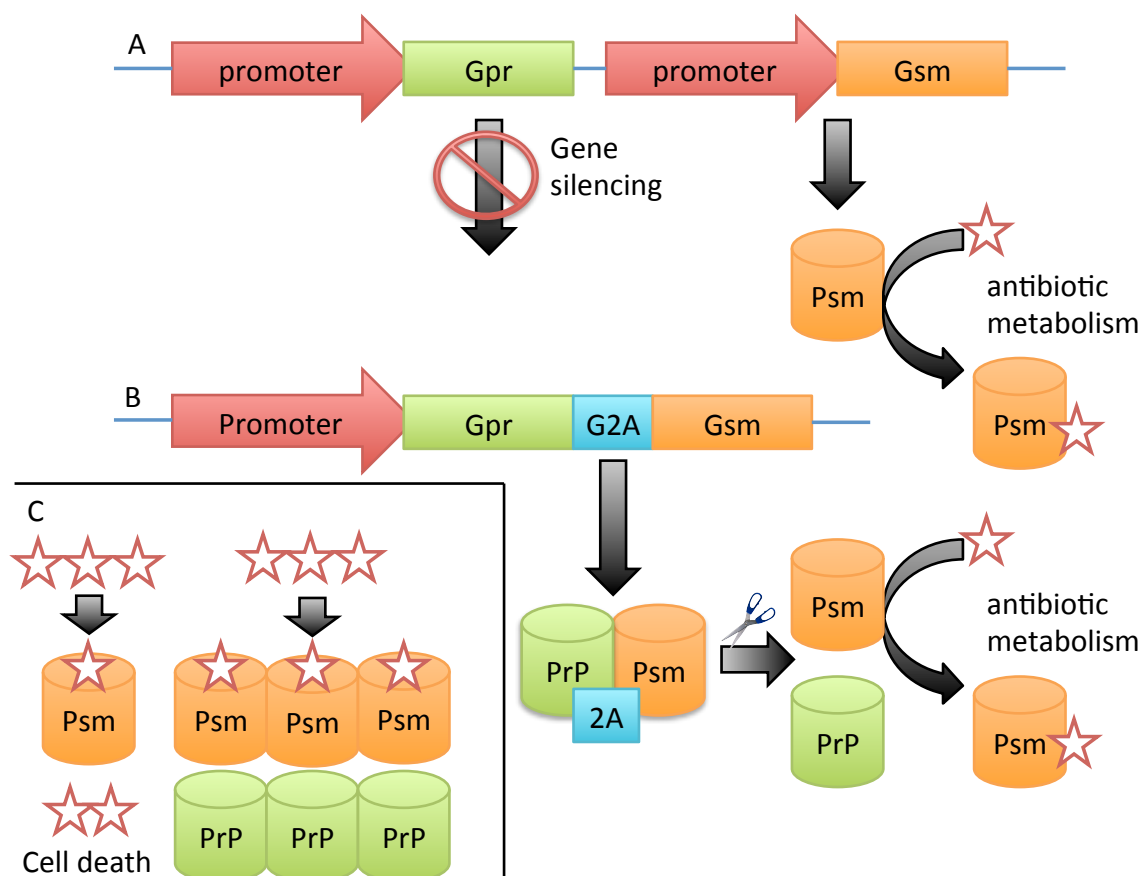 A
promoter
Gpr
promoter
Gsm
Gene
silencing
Psm
antibiotic
metabolism
Psm
B
Promoter
Gpr
G2A
Gsm
C
Psm
Psm
Psm
Psm
PrP
PrP
PrP
Cell death
PrP
Psm
2A
Psm
antibiotic
metabolism
PrP
Psm